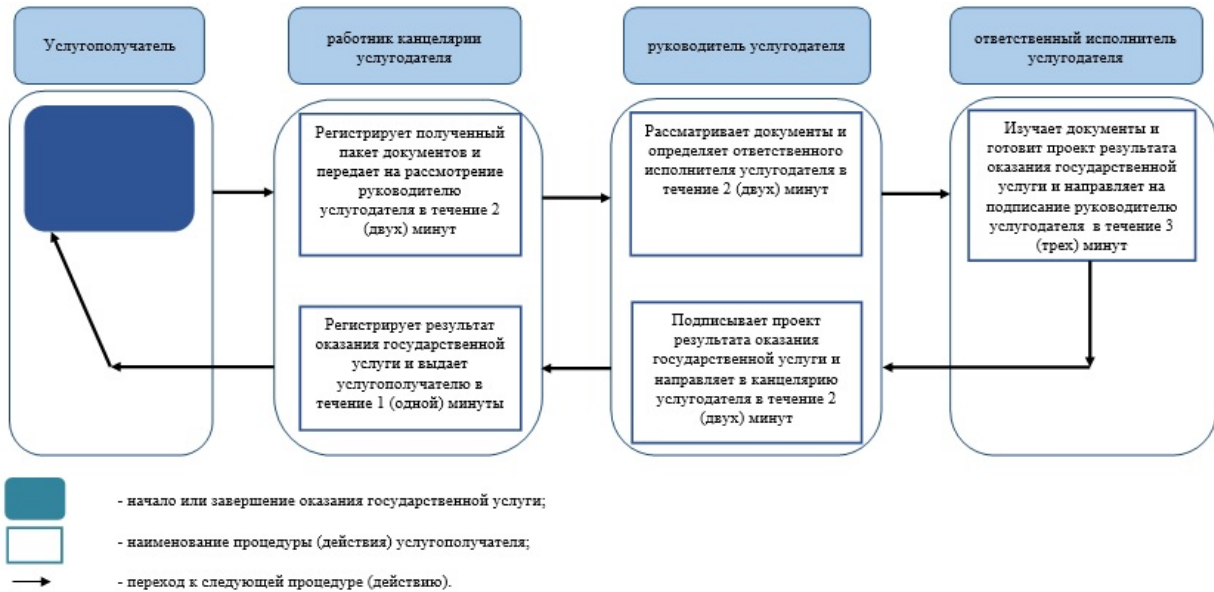 Услугополучатель
работник канцелярии
услугодателя
руководитель услугодателя
ответственный исполнитель
услугодателя
Регистрирует полученный
пакет документов и
передает на рассмотрение
руководителю
услугодателя в течение 2
(двух) минут
Рассматривает документы и
определяет ответственного
исполнителя услугодателя в
течение 2 (двух) минут
Изучает документы и
готовит проект результата
оказания государственной
услуги и направляет на
подписание руководителю
услугодателя в течение 3
(трех) минут
Регистрирует результат
оказания государственной
услуги и выдает
услугополучателю в
течение 1 (одной) минуты
Подписывает проект
результата оказания
государственной услуги и
направляет в канцелярию
услугодателя в течение 2
(двух) минут
- начало или завершение оказания государственной услуги;
- наименование процедуры (действия) услугополучателя;
- переход к следующей процедуре (действию).